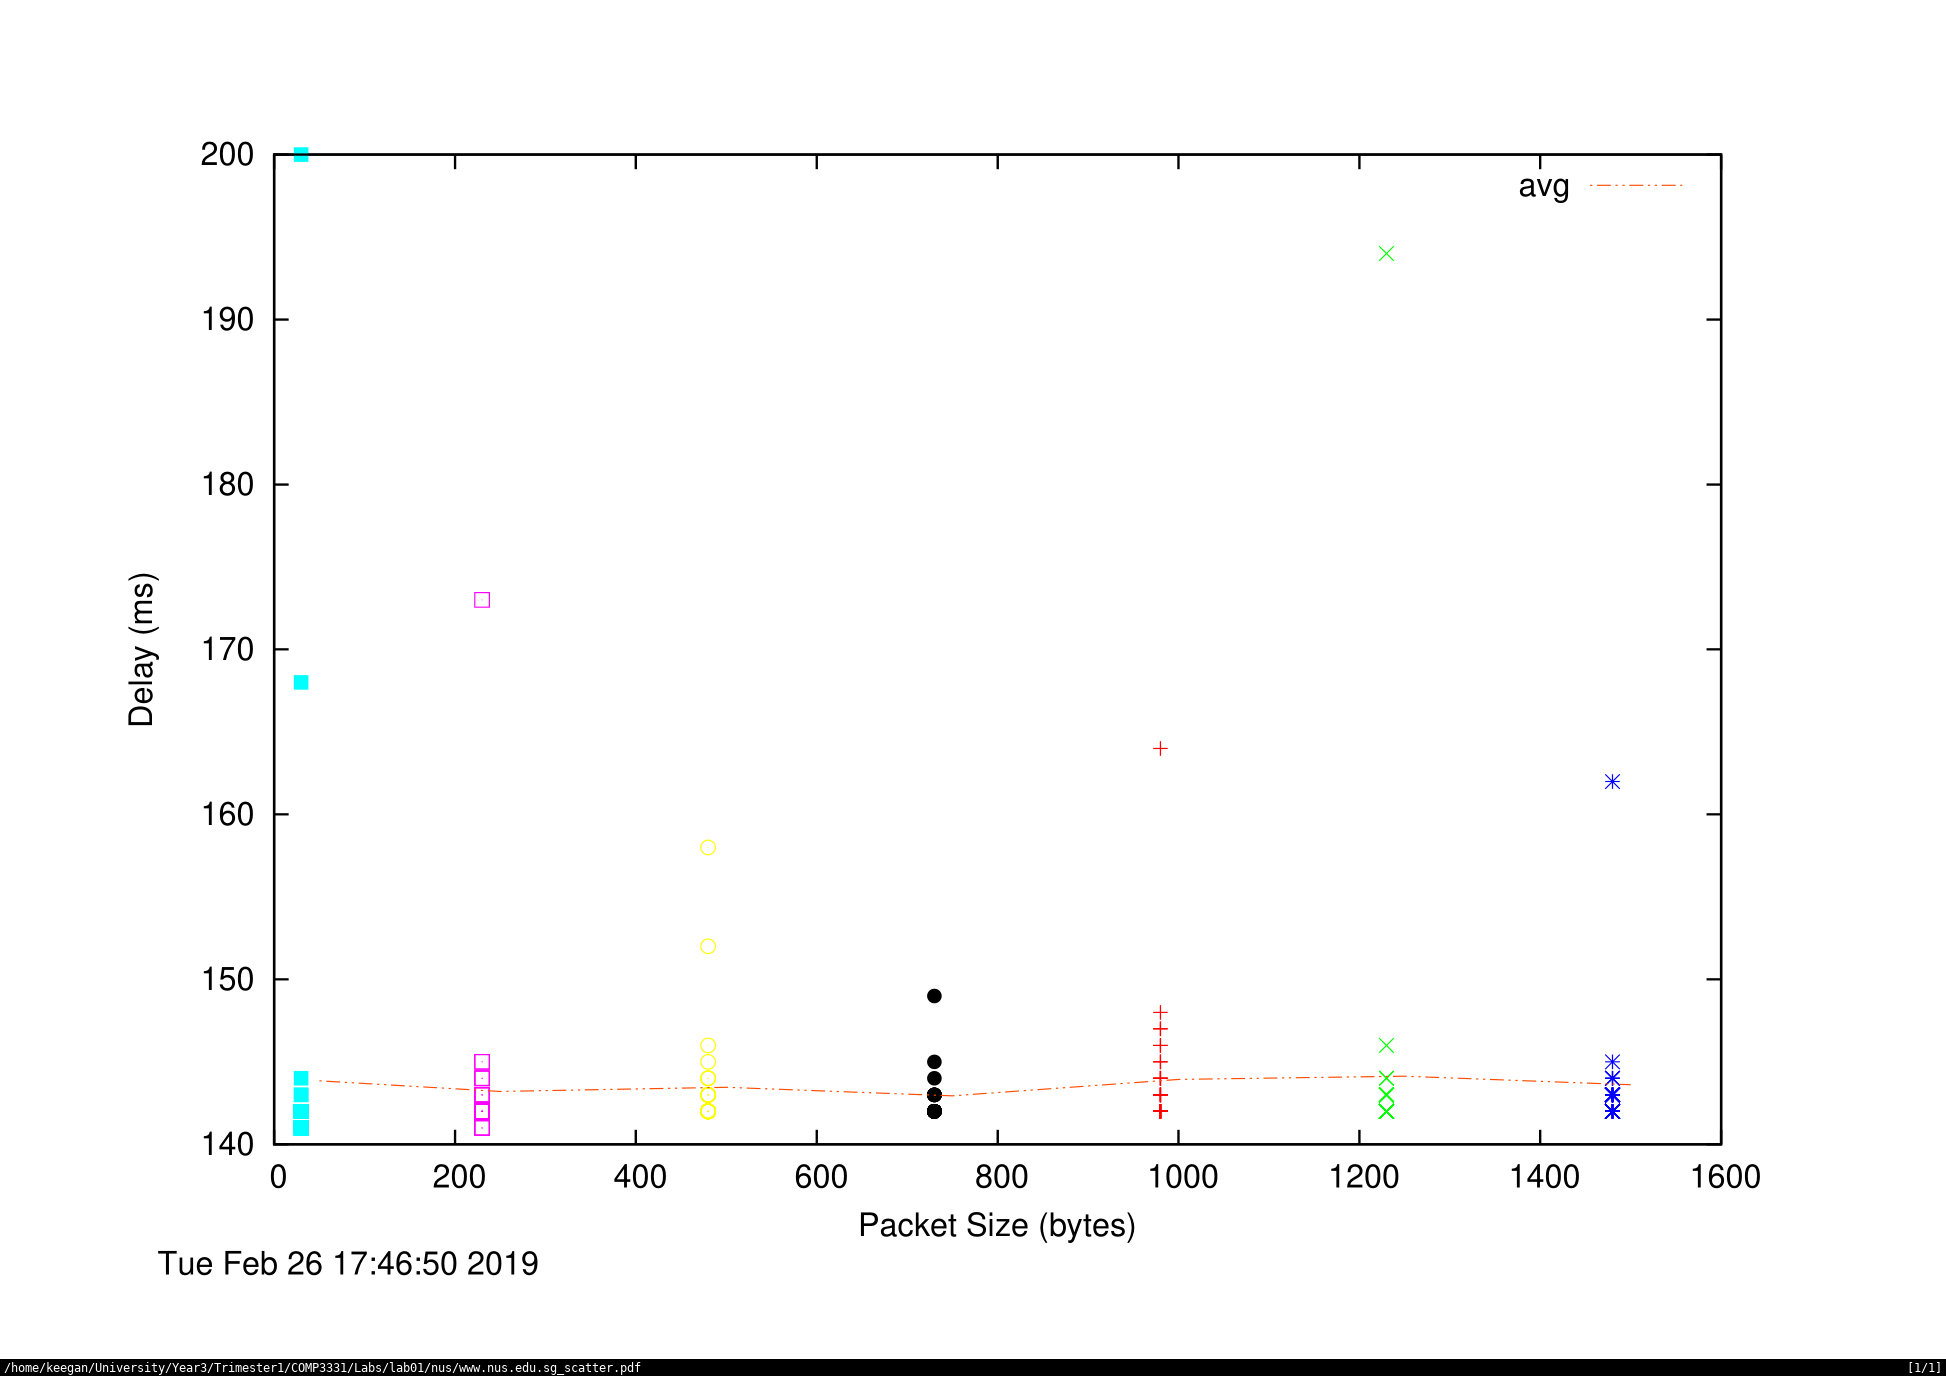 200
avg
190
180
170
Delay (ms)
160
150
140
0 200 400 600 800 1000 1200 1400 1600
Packet Size (bytes)
Tue Feb 26 17:46:50 2019
/home/keegan/University/Year3/Trimester1/COMP3331/Labs/lab01/nus/www.nus.edu.sg_scatter.pdf [1/1]